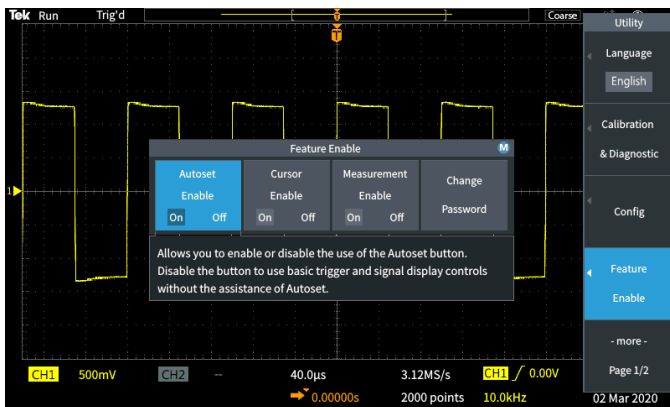 Tek Run Trig'd Coarse
T
T
Utility
Language
English
Calibration
& Diagnostic
Config
Feature
Enable
- more -
Page 1/2
Feature Enable M
Autoset
Enable
On Off
Cursor
Enable
On Off
Measurement
Enable
On Off
Change
Password
Allows you to enable or disable the use of the Autoset button.
Disable the button to use basic trigger and signal display controls
without the assistance of Autoset.
1
CH1 500mV CH2 -- 40.0µs 3.12MS/s CH1 0.00V
0.00000s 2000 points 10.0kHz 02 Mar 2020